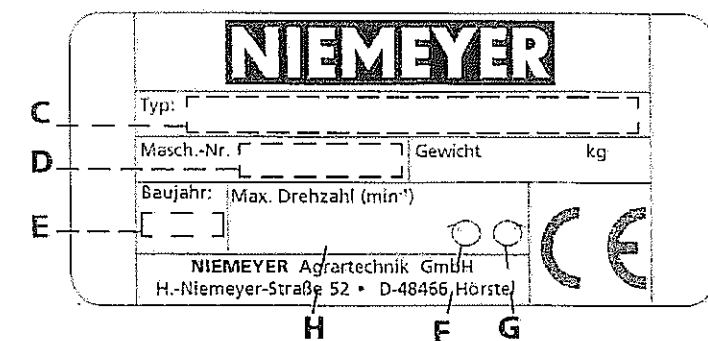 NIEMEYER
C
Typ:
D
Masch.-Nr.
Gewicht kg
E
Baujahr:
Max. Drehzahl (min⁻¹)
CE
NIEMEYER Agrartechnik GmbH
H.-Niemeyer-Straße 52 • D-48466 Hörstel
H F G